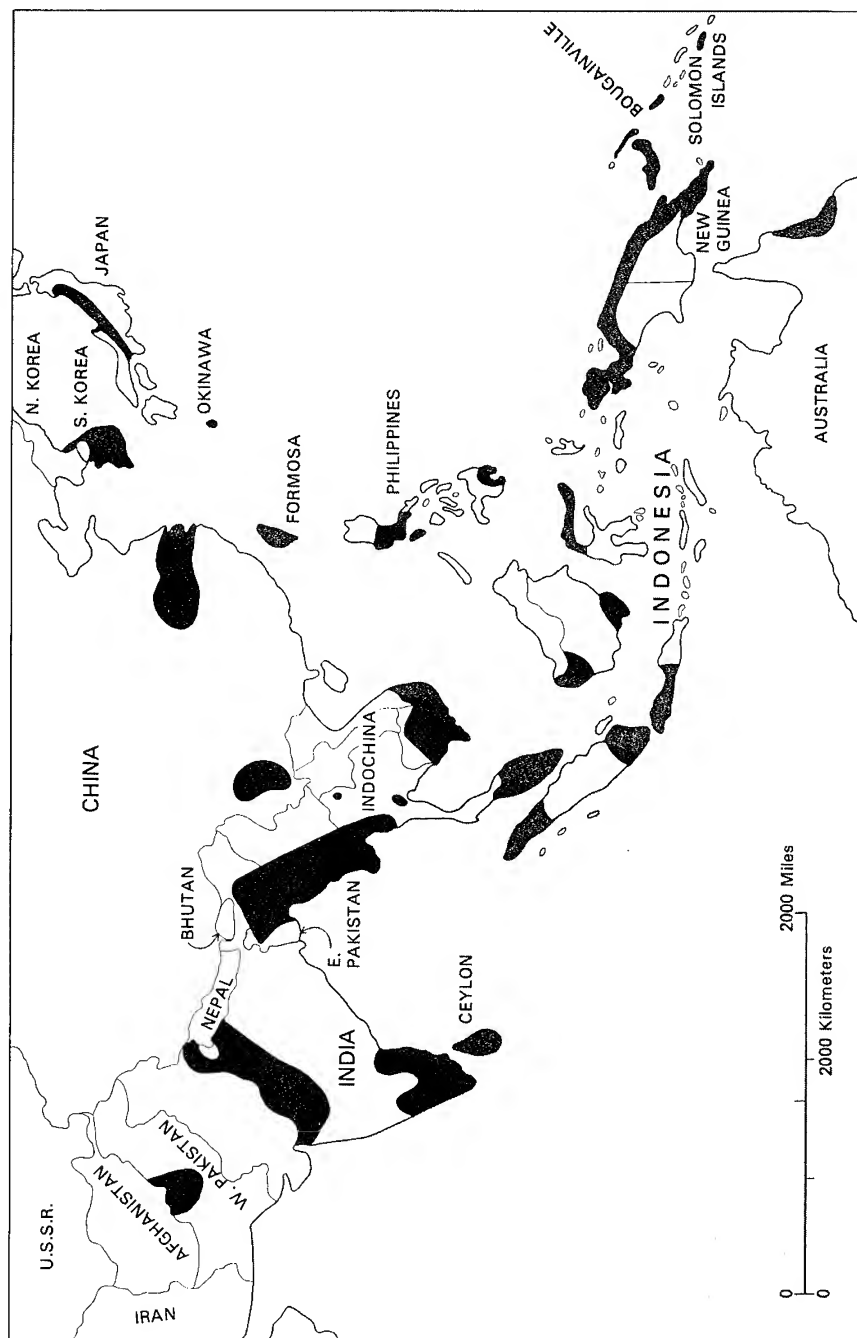 U.S.S.R.
IRAN
AFGHANISTAN
W. PAKISTAN
NEPAL
BHUTAN
INDIA
E.
PAKISTAN
CEYLON
CHINA
INDOCHINA
N. KOREA
S. KOREA
JAPAN
OKINAWA
FORMOSA
PHILIPPINES
INDONESIA
NEW
GUINEA
BOUGAINVILLE
SOLOMON
ISLANDS
AUSTRALIA
0 2000 Miles
0 2000 Kilometers